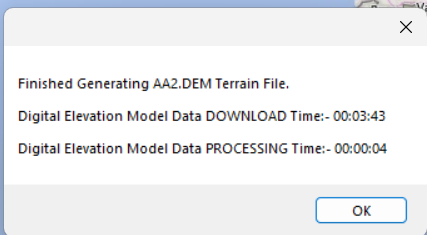 Finished Generating AA2.DEM Terrain File.
Digital Elevation Model Data DOWNLOAD Time:- 00:03:43
Digital Elevation Model Data PROCESSING Time:- 00:00:04
OK